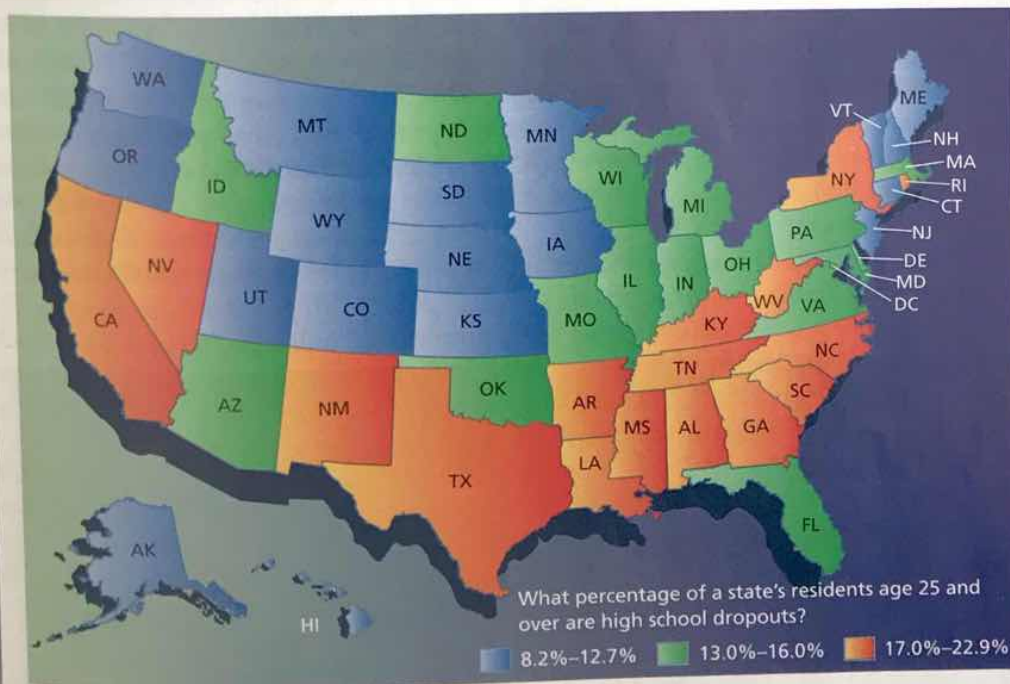 WA
MT
ND
MN
OR
ID
WY
SD
WI
MI
NY
VT
ME
NH
MA
RI
CT
NJ
DE
MD
DC
NV
UT
CO
NE
IA
IL
IN
OH
PA
WV
VA
CA
KS
MO
KY
NC
AZ
NM
OK
AR
TN
SC
TX
LA
MS
AL
GA
FL
AK
HI
What percentage of a state's residents age 25 and
over are high school dropouts?
8.2%–12.7% 13.0%–16.0% 17.0%–22.9%